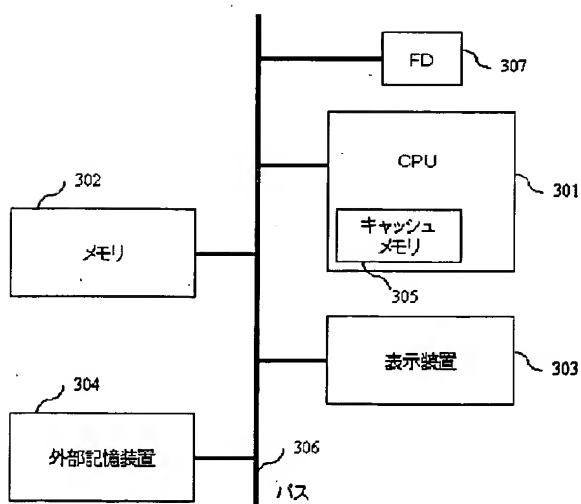 FD
307
CPU
301
302
メモリ
キャッシュ
メモリ
305
表示装置
303
304
外部記憶装置
306
バス